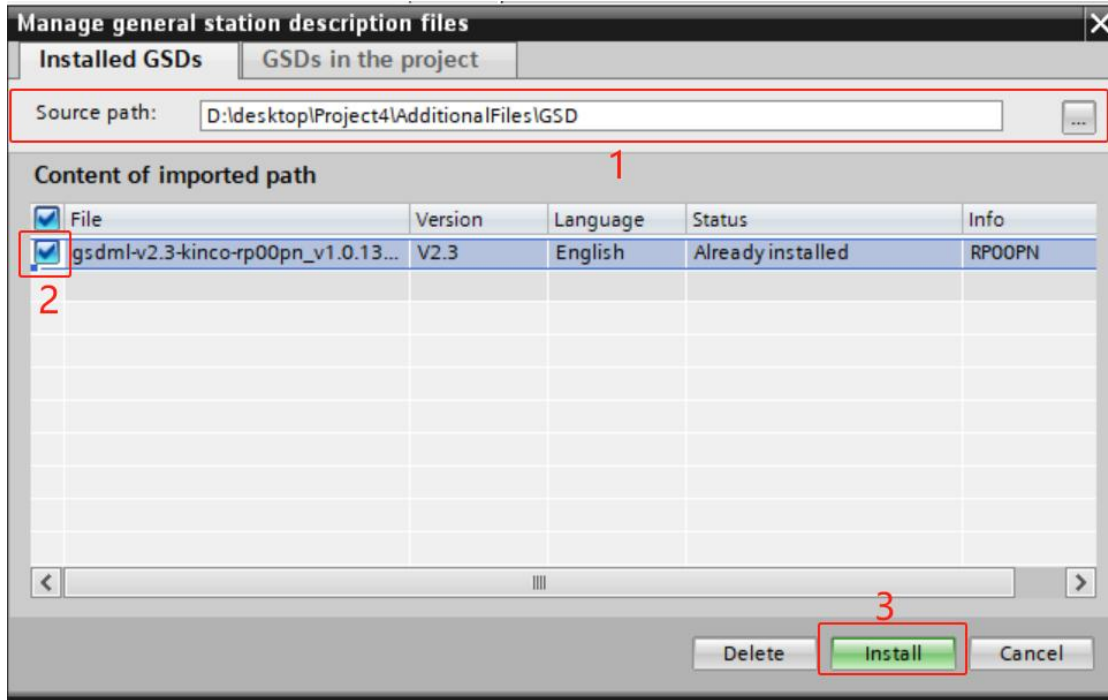 Manage general station description files
Installed GSDs GSDs in the project
Source path: D:\desktop\Project4\AdditionalFiles\GSD ...
1
Content of imported path
File Version Language Status Info
gsdml-v2.3-kinco-rp00pn_v1.0.13... V2.3 English Already installed RP00PN
2
3
Delete Install Cancel